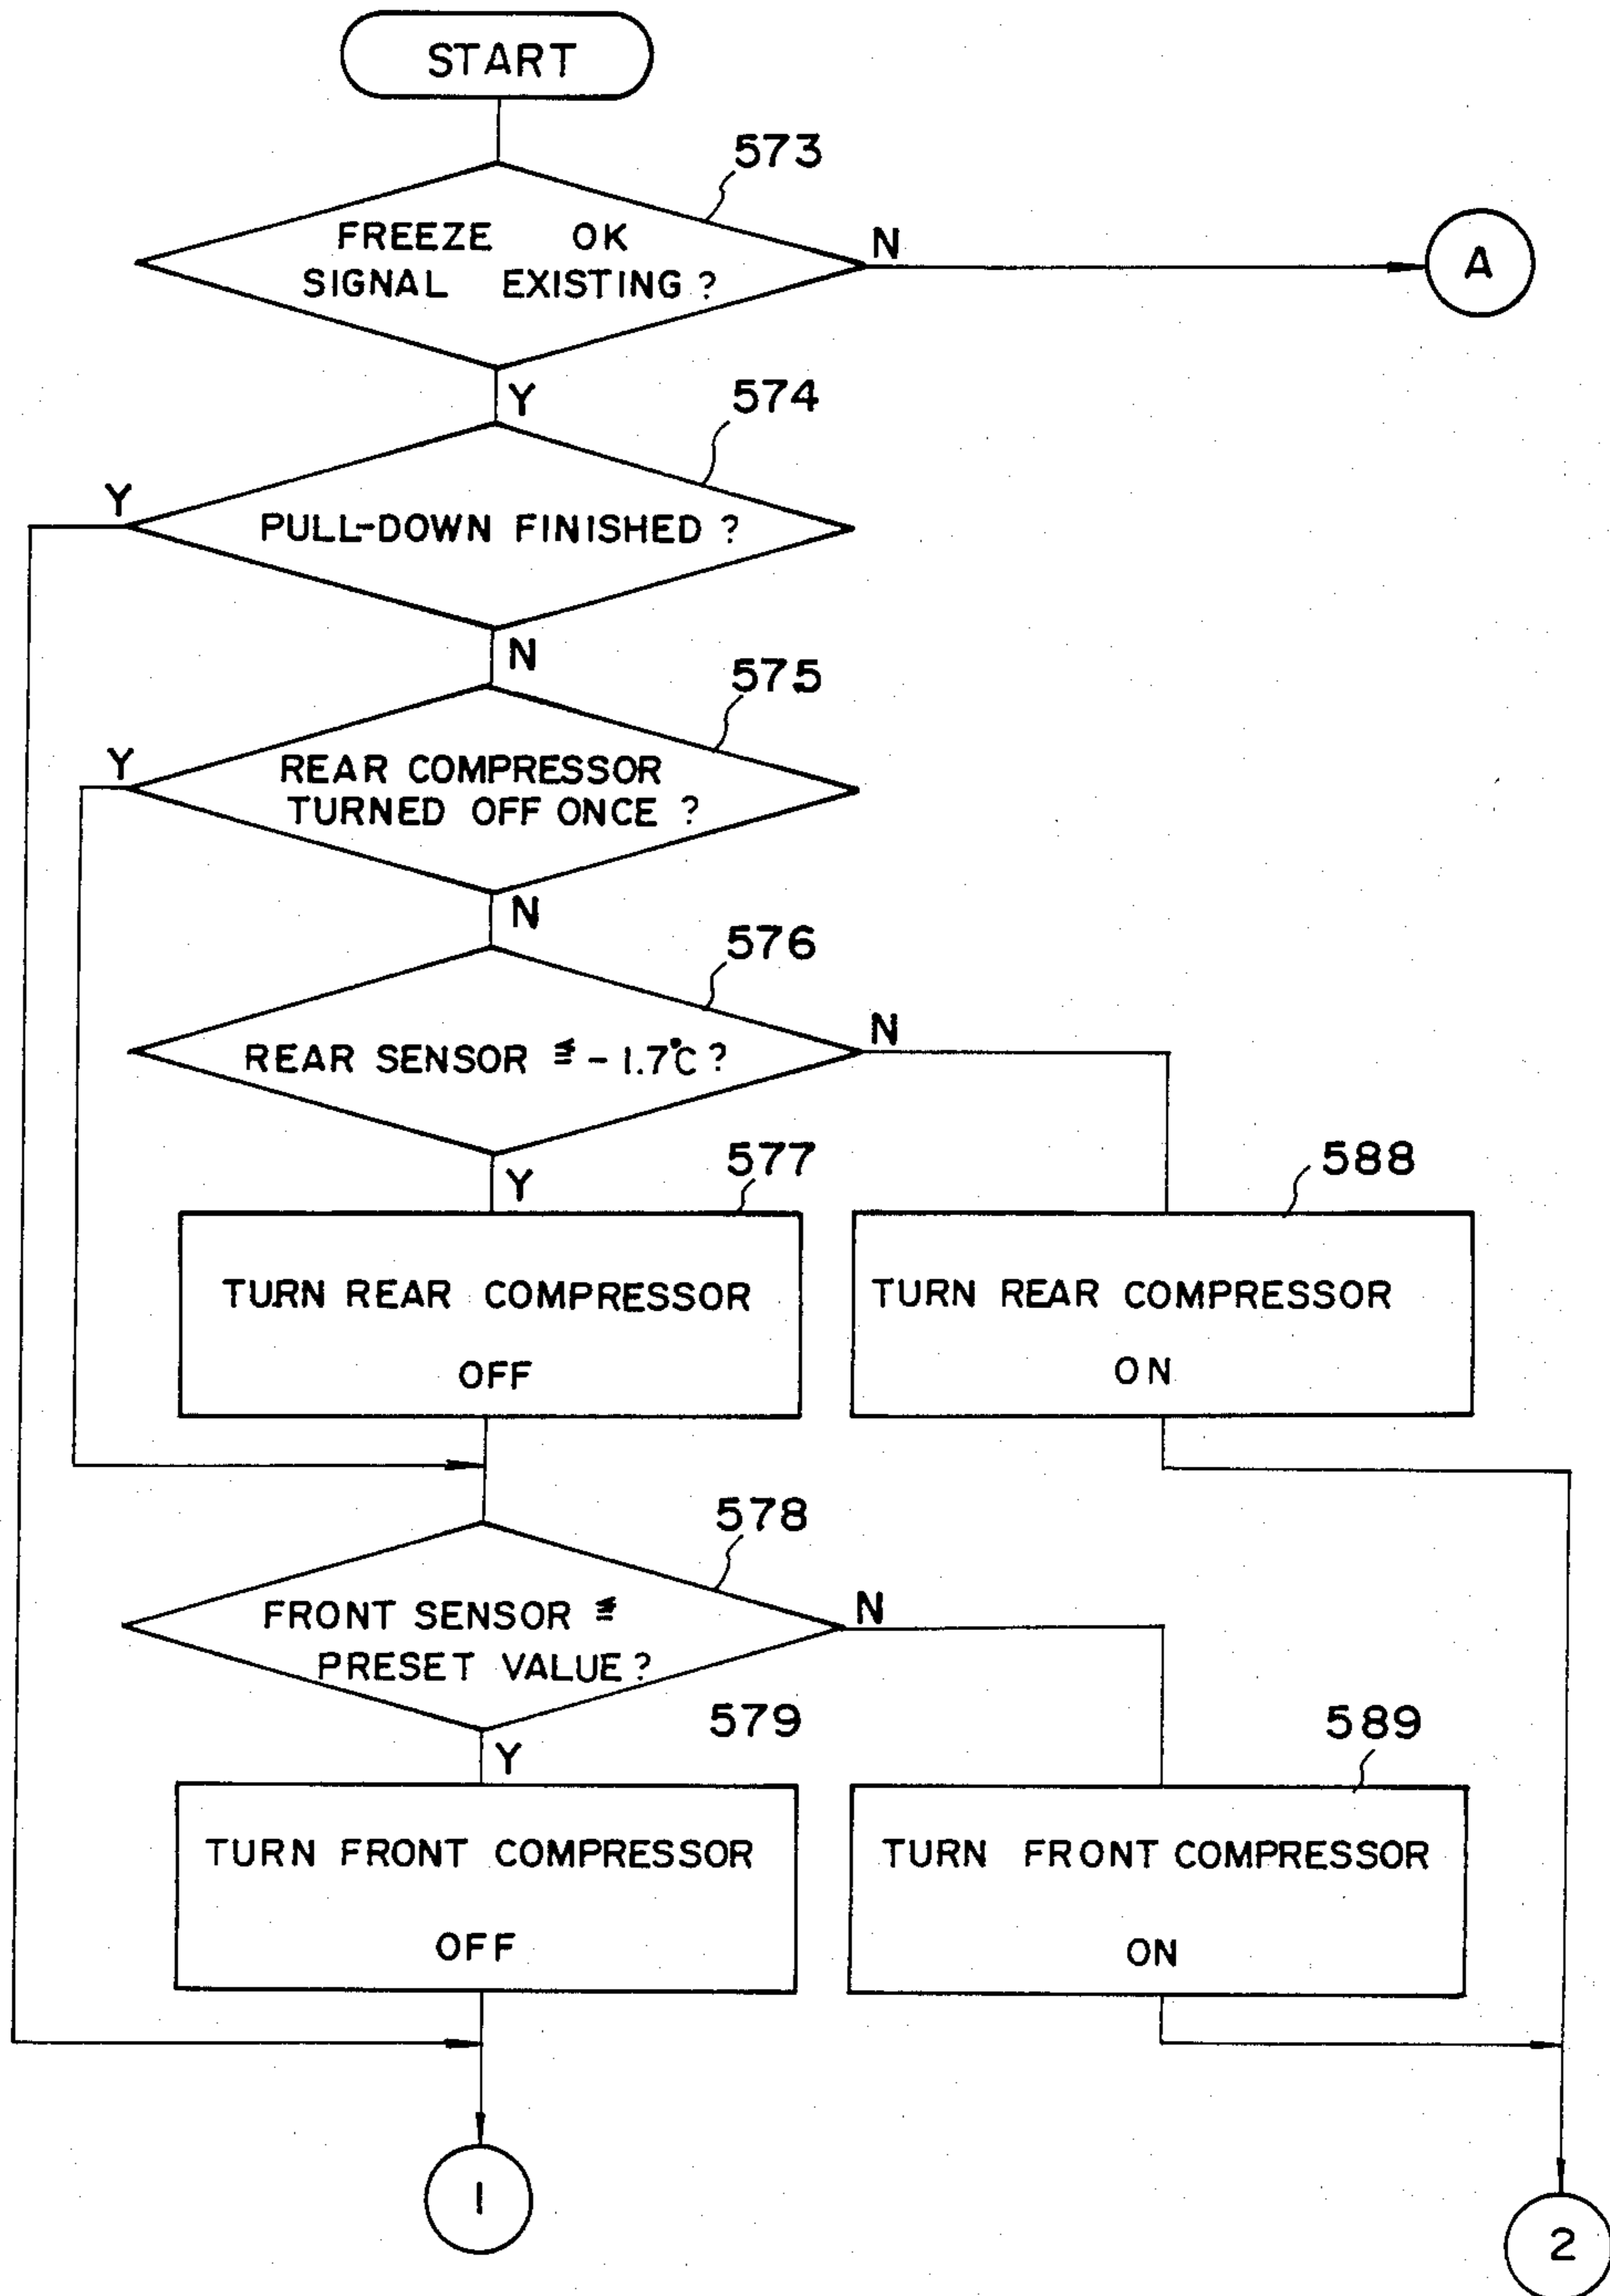 START
573
FREEZE OK
SIGNAL EXISTING ?
N
A
Y
574
Y
PULL-DOWN FINISHED ?
N
575
Y
REAR COMPRESSOR
TURNED OFF ONCE ?
N
576
N
REAR SENSOR ≦ -1.7°C ?
Y
577
588
TURN REAR COMPRESSOR
OFF
TURN REAR COMPRESSOR
ON
578
FRONT SENSOR ≦
PRESET VALUE ?
N
Y
579
589
TURN FRONT COMPRESSOR
OFF
TURN FRONT COMPRESSOR
ON
1
2